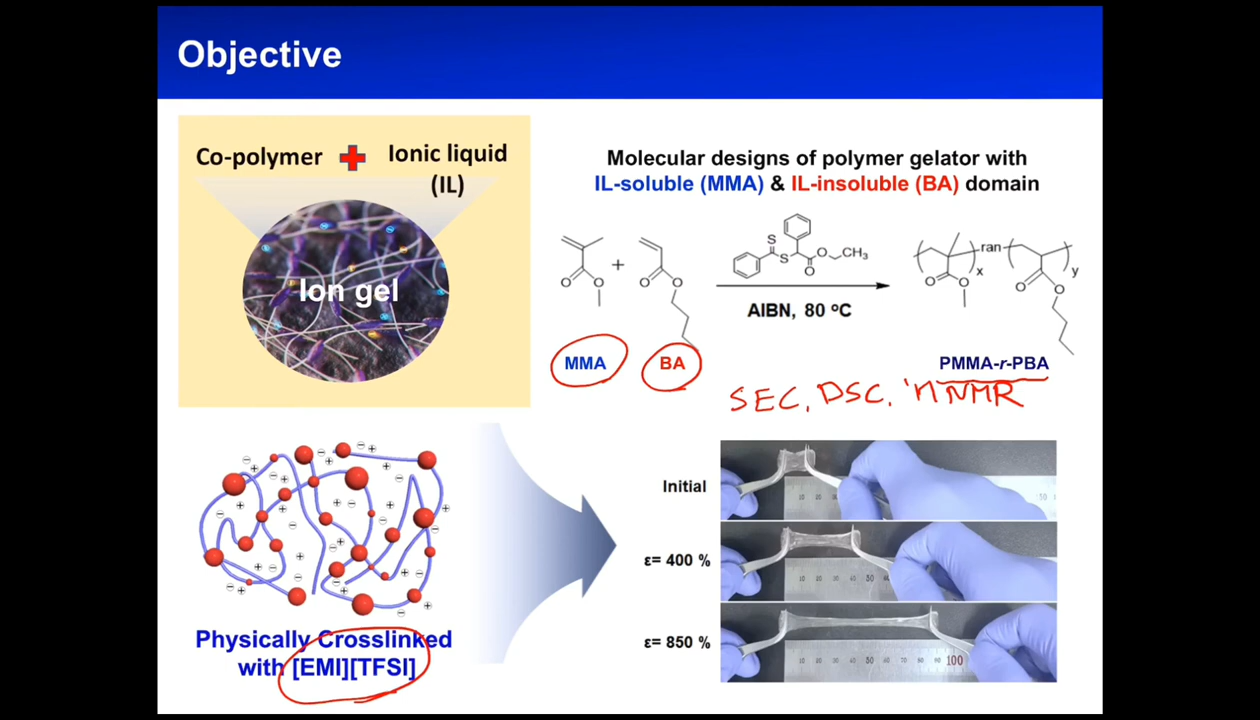 Objective
Co-polymer + Ionic liquid
(IL)
Ion gel
Molecular designs of polymer gelator with
IL-soluble (MMA) & IL-insoluble (BA) domain
AIBN, 80 °C
MMA
BA
PMMA-r-PBA
ran
x
y
O
O
+
O
O
S
S
O
O
CH₃
O
O
O
O
SEC, DSC, ¹H NMR
Physically Crosslinked
with [EMI][TFSI]
Initial
ε= 400 %
ε= 850 %
100